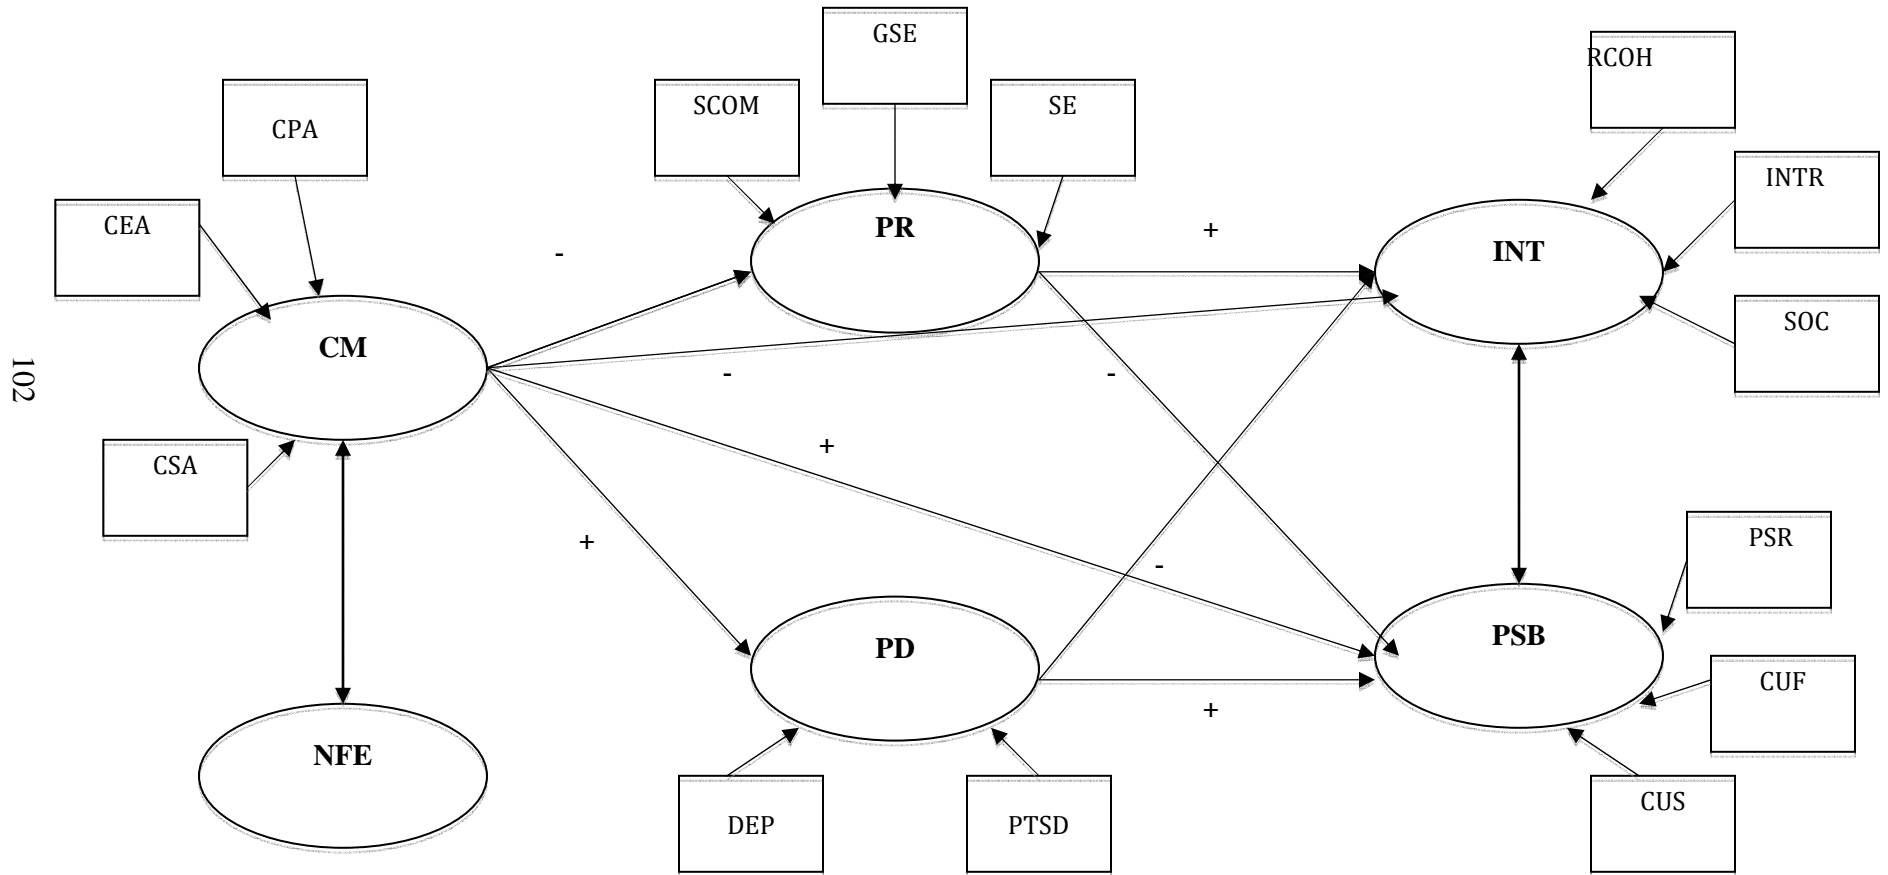 GSE
RCOH
SCOM
SE
CPA
INTR
CEA
PR
+
INT
-
SOC
CM
102
-
-
+
CSA
PSR
+
-
PSB
PD
CUF
+
NFE
CUS
DEP
PTSD